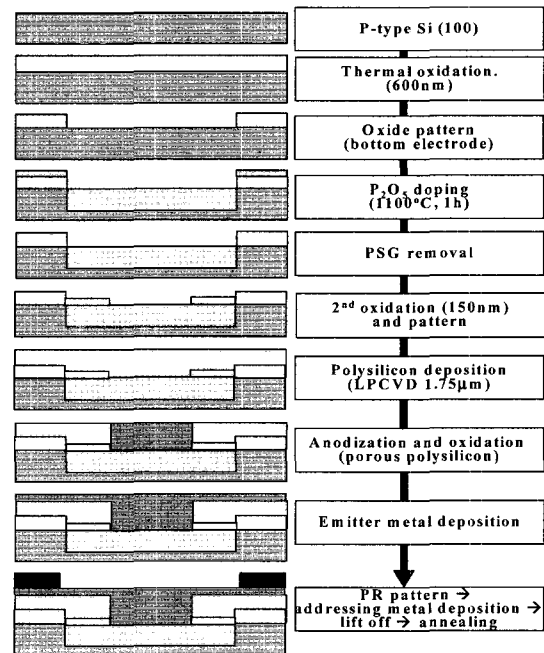 P-type Si (100)
Thermal oxidation.
(600nm)
Oxide pattern
(bottom electrode)
P₂O₅ doping
(1100°C, 1h)
PSG removal
2nd oxidation (150nm)
and pattern
Polysilicon deposition
(LPCVD 1.75μm)
Anodization and oxidation
(porous polysilicon)
Emitter metal deposition
PR pattern →
addressing metal deposition →
lift off → annealing